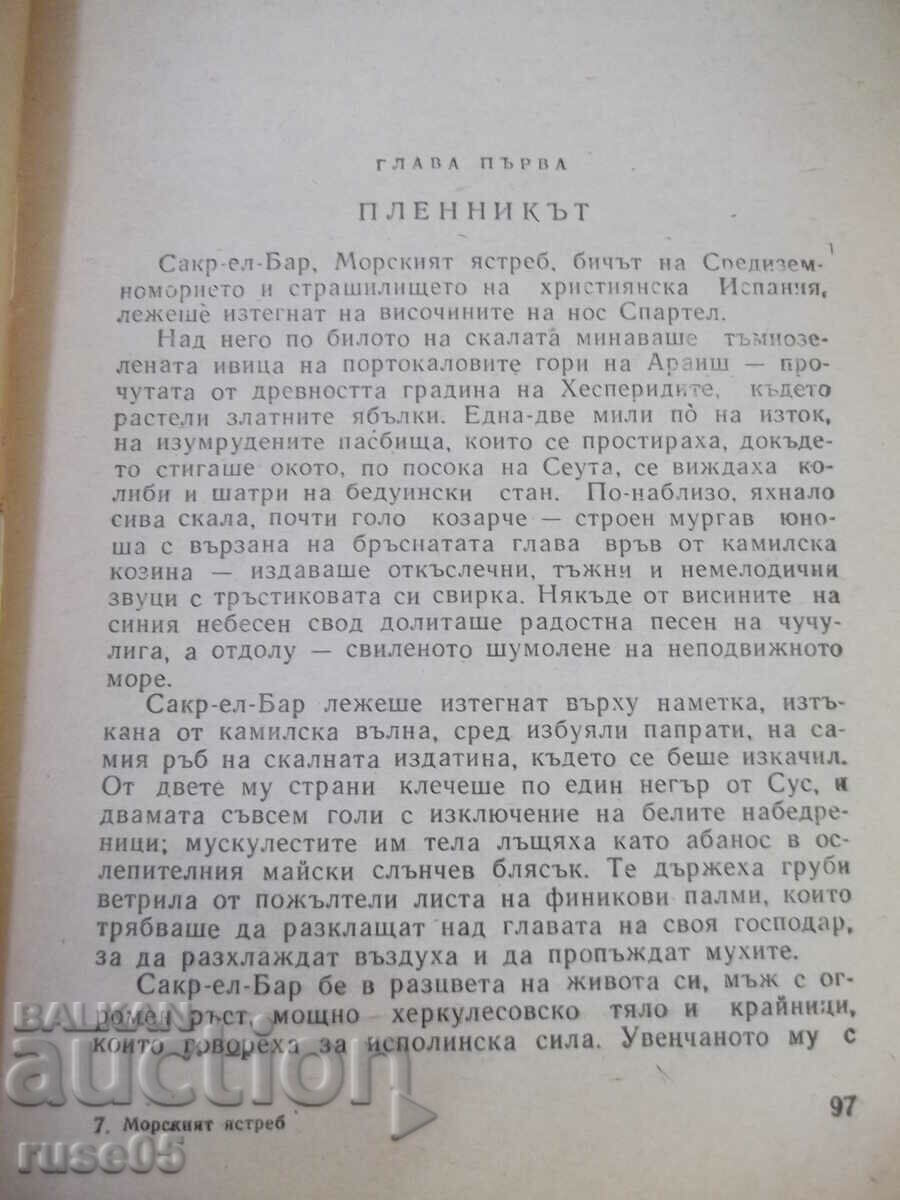 ГЛАВА ПЪРВА
ПЛЕННИКЪТ
Сакр-ел-Бар, Морският ястреб, бичът на Средизем-
номорието и страшилището на християнска Испания,
лежеше изтегнат на височините на нос Спартел.
Над него по билото на скалата минаваше тъмнозе-
лената ивица на портокаловите гори на Араиш — про-
чутата от древността градина на Хесперидите, където
растели златните ябълки. Една-две мили по̀ на изток,
на изумрудените пасбища, които се простираха, докъде-
то стигаше окото, по посока на Сеута, се виждаха ко-
либи и шатри на бедуински стан. По-наблизо, яхнало
сива скала, почти голо козарче — строен мургав юно-
ша с вързана на бръснатата глава връв от камилска
козина — издаваше откъслечни, тъжни и немелодични
звуци с тръстиковата си свирка. Някъде от висините на
синия небесен свод долиташе радостна песен на чучу-
лига, а отдолу — свиленото шумолене на неподвижното
море.
Сакр-ел-Бар лежеше изтегнат върху наметка, изтъ-
кана от камилска вълна, сред избуяли папрати, на са-
мия ръб на скалната издатина, където се беше изкачил.
От двете му страни клечеше по един негър от Сус, и
двамата съвсем голи с изключение на белите набедре-
ници; мускулестите им тела лъщяха като абанос в ос-
лепителния майски слънчев блясък. Те държеха груби
ветрила от пожълтели листа на финикови палми, които
трябваше да разклащат над главата на своя господар,
за да разхлаждат въздуха и да пропъждат мухите.
Сакр-ел-Бар бе в разцвета на живота си, мъж с ог-
ромен ръст, мощно херкулесовско тяло и крайници,
които говореха за исполинска сила. Увенчаното му с
7. Морският ястреб
97
BALKAN
auction
ruse05